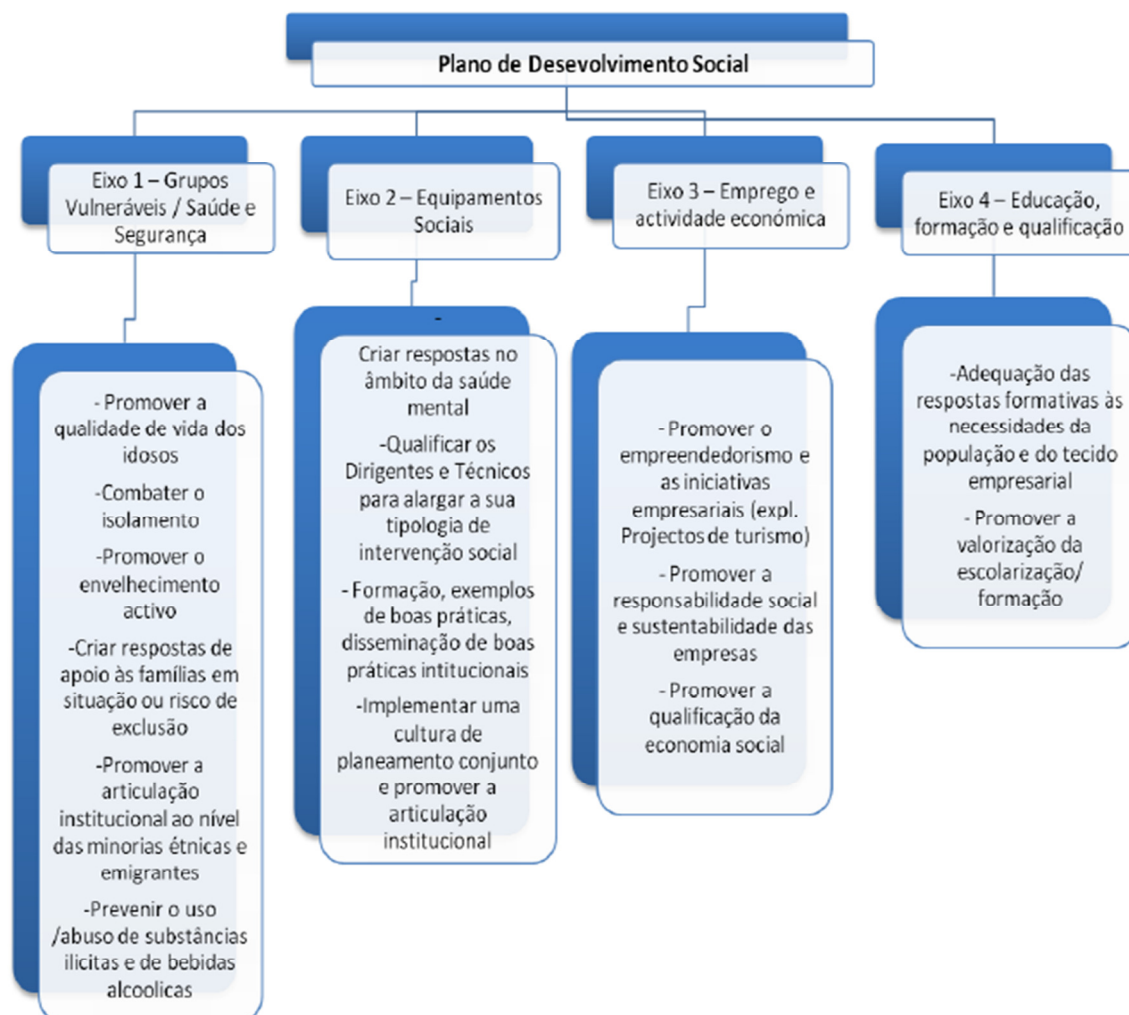 Plano de Desevolvimento Social
Eixo 1 – Grupos
Vulneráveis / Saúde e
Segurança
- Promover a
qualidade de vida dos
idosos
-Combater o
isolamento
-Promover o
envelhecimento
activo
-Criar respostas de
apoio às famílias em
situação ou risco de
exclusão
-Promover a
articulação
institucional ao nível
das minorias étnicas e
emigrantes
-Prevenir o uso
/abuso de substâncias
ilicitas e de bebidas
alcoolicas
Eixo 2 – Equipamentos
Sociais
-
Criar respostas no
âmbito da saúde
mental
-Qualificar os
Dirigentes e Técnicos
para alargar a sua
tipologia de
intervenção social
- Formação, exemplos
de boas práticas,
disseminação de boas
práticas intitucionais
-Implementar uma
cultura de
planeamento conjunto
e promover a
articulação
institucional
Eixo 3 – Emprego e
actividade económica
- Promover o
empreendedorismo e
as iniciativas
empresariais (expl.
Projectos de turismo)
- Promover a
responsabilidade social
e sustentabilidade das
empresas
- Promover a
qualificação da
economia social
Eixo 4 – Educação,
formação e qualificação
-Adequação das
respostas formativas às
necessidades da
população e do tecido
empresarial
- Promover a
valorização da
escolarização/
formação